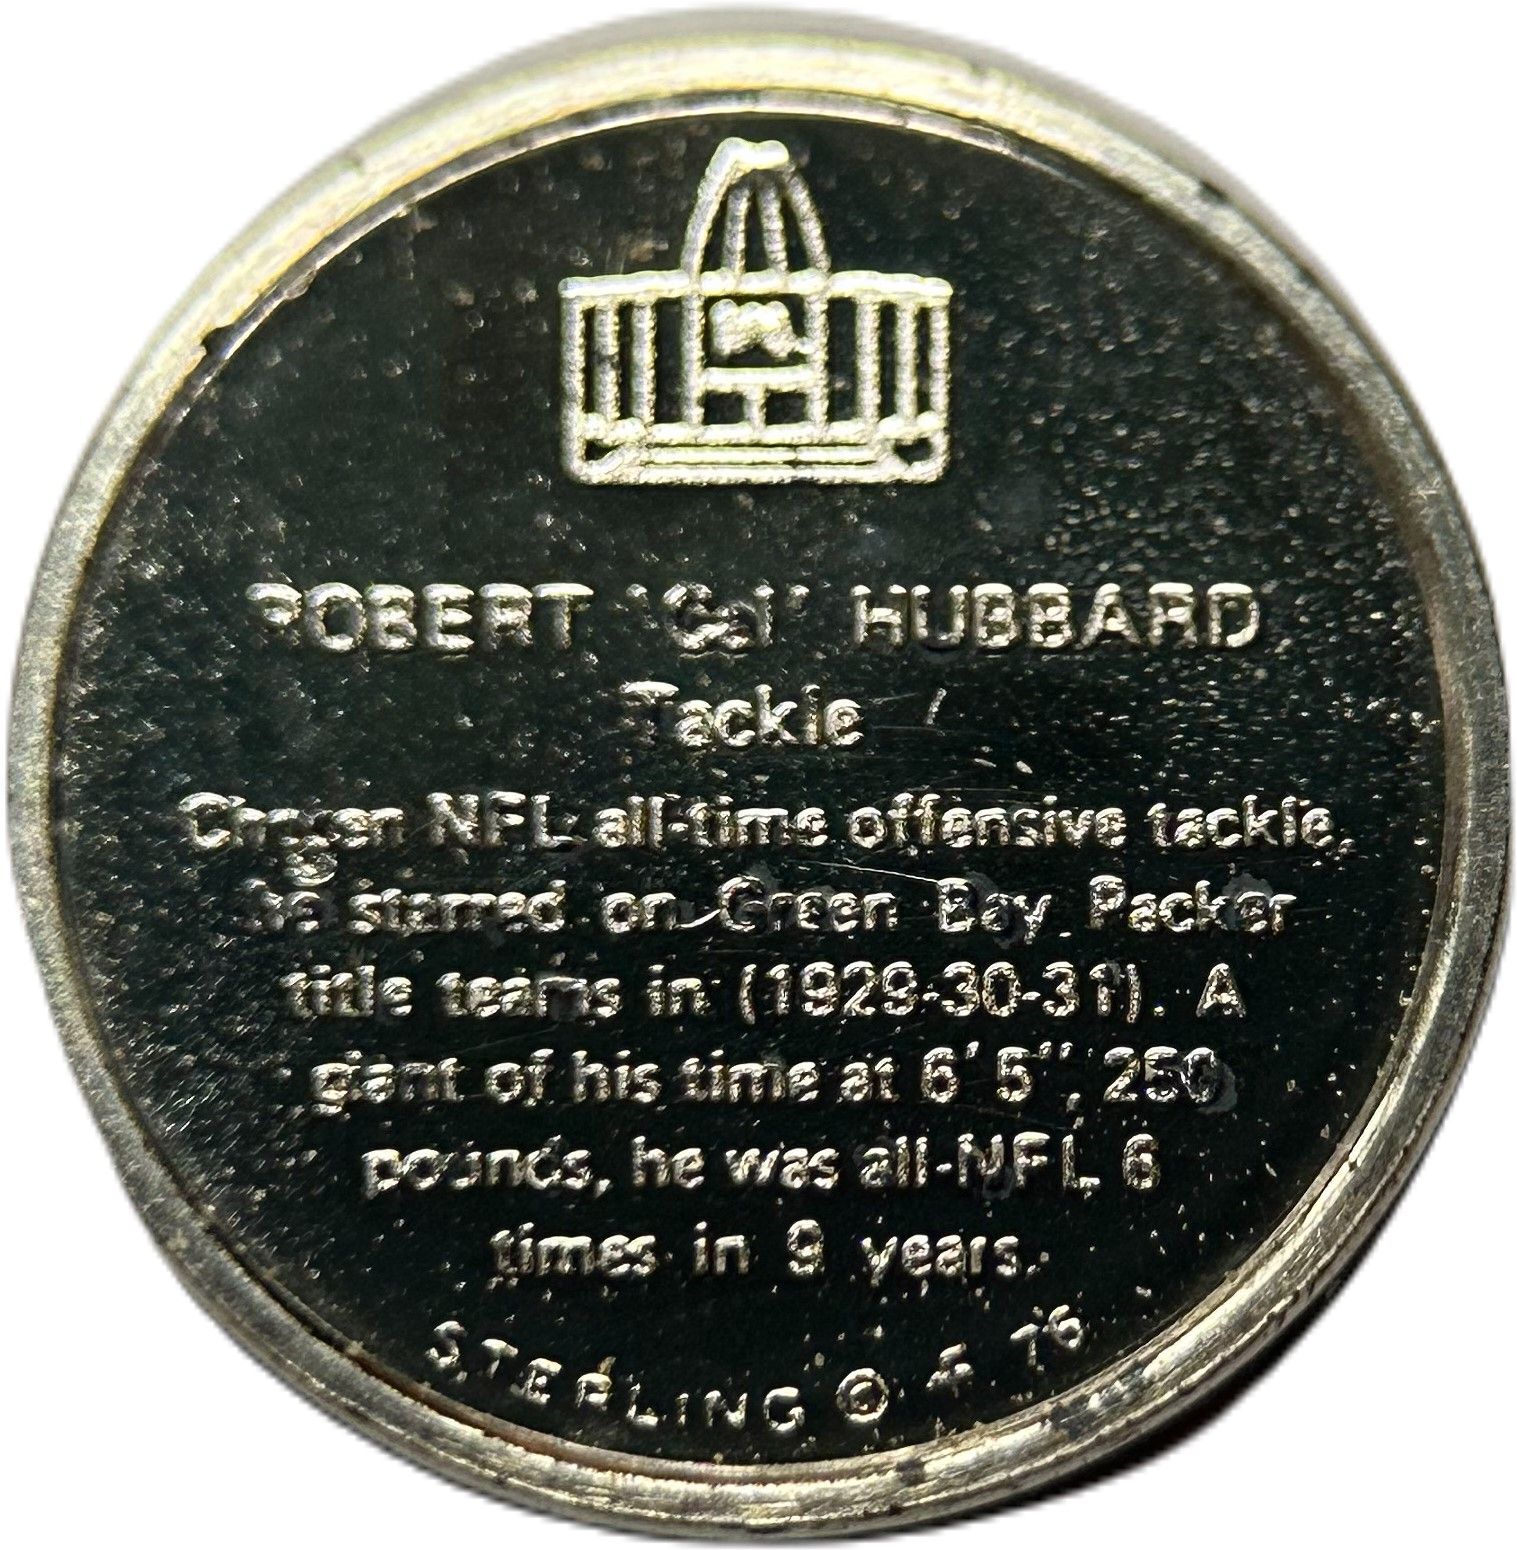 ROBERT 'Cal' HUBBARD
Tackle
Chosen NFL all-time offensive tackle,
he starred on Green Bay Packer
title teams in (1929-30-31). A
giant of his time at 6' 5", 250
pounds, he was all-NFL 6
times in 9 years.
STERLING © F 76